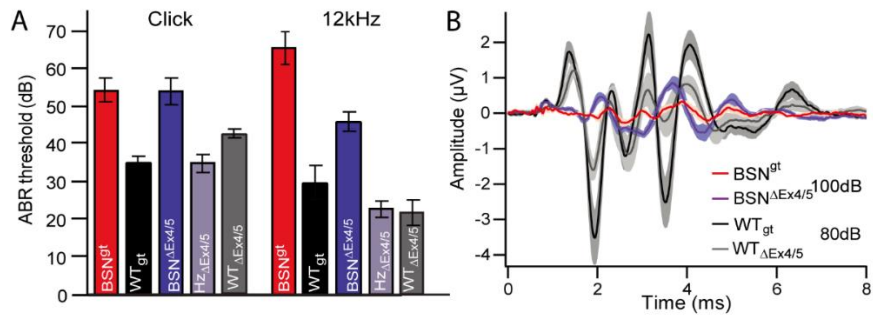 A
Click
12kHz
ABR threshold (dB)
70
60
50
40
30
20
10
0
BSNgt
WTgt
BSNΔEx4/5
HzΔEx4/5
WTΔEx4/5
BSNgt
WTgt
BSNΔEx4/5
HzΔEx4/5
WTΔEx4/5
B
Amplitude (µV)
2
1
0
-1
-2
-3
-4
0
2
4
6
8
Time (ms)
BSNgt
BSNΔEx4/5 100dB
WTgt
WTΔEx4/5 80dB